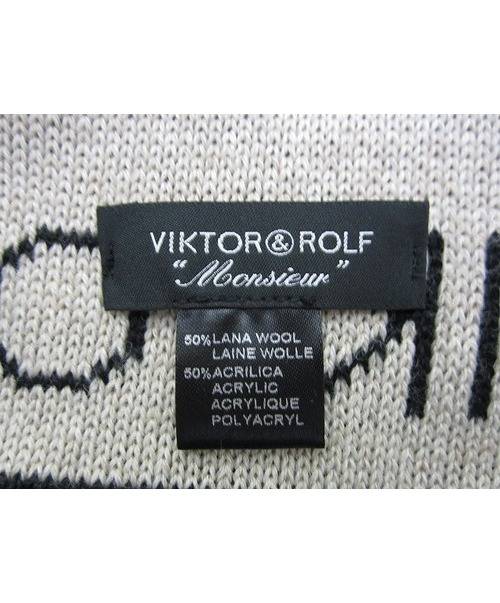 VIKTOR&ROLF
"Monsieur"
50%LANA WOOL
LAINE WOLLE
50%ACRILICA
ACRYLIC
ACRYLIQUE
POLYACRYL